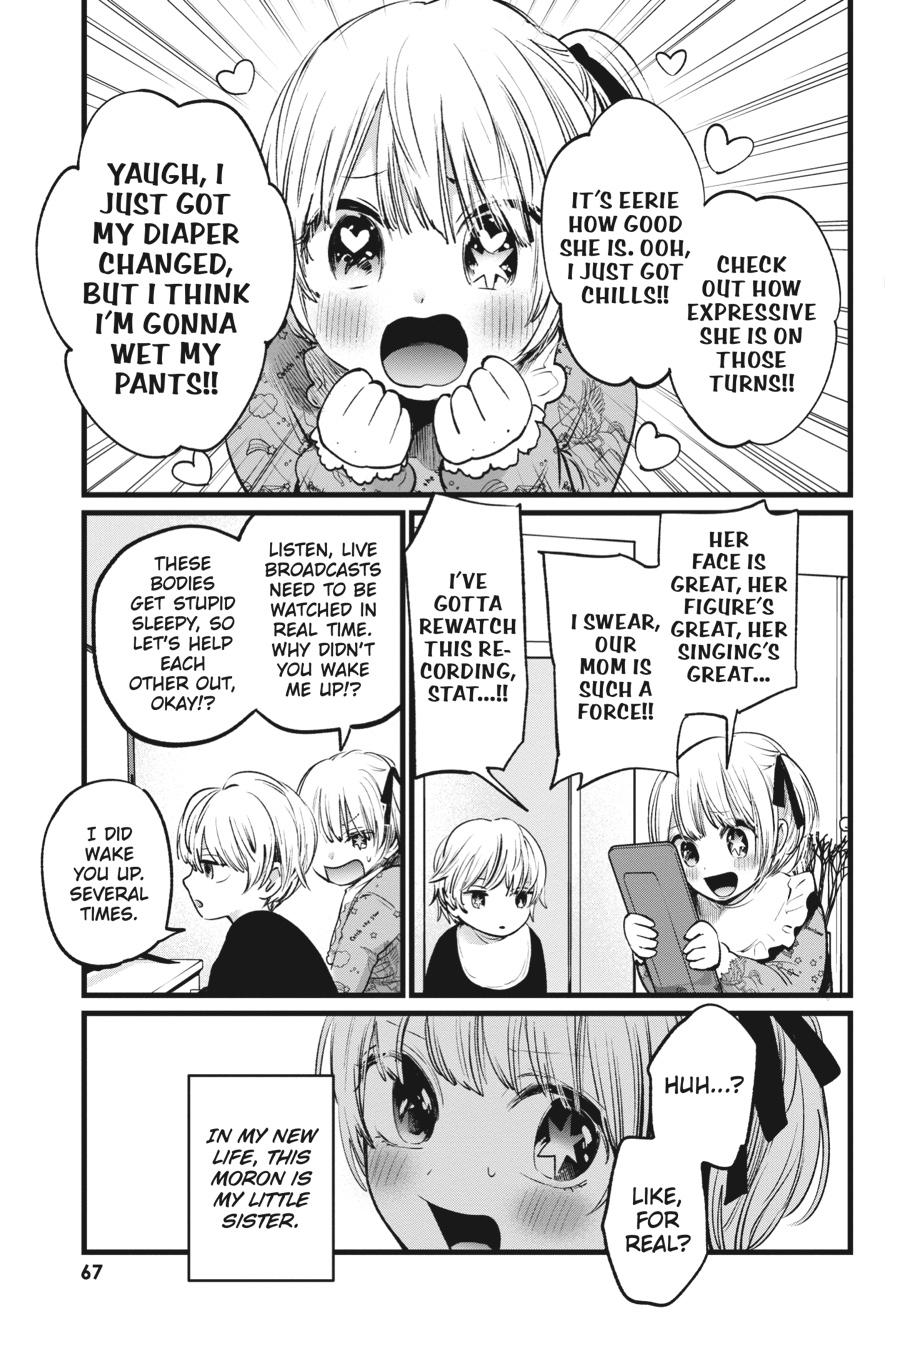 CHECK
OUT HOW
EXPRESSIVE
SHE IS ON
THOSE
TURNS!!
IT'S EERIE
HOW GOOD
SHE IS. OOH,
I JUST GOT
CHILLS!!
YAUGH, I
JUST GOT
MY DIAPER
CHANGED,
BUT I THINK
I'M GONNA
WET MY
PANTS!!
HER
FACE IS
GREAT, HER
FIGURE'S
GREAT, HER
SINGING'S
GREAT...
I SWEAR,
OUR
MOM IS
SUCH A
FORCE!!
I'VE
GOTTA
REWATCH
THIS RE-
CORDING,
STAT...!!
LISTEN, LIVE
BROADCASTS
NEED TO BE
WATCHED IN
REAL TIME.
WHY DIDN'T
YOU WAKE
ME UP!?
THESE
BODIES
GET STUPID
SLEEPY, SO
LET'S HELP
EACH
OTHER OUT,
OKAY!?
I DID
WAKE
YOU UP.
SEVERAL
TIMES.
HUH...?
LIKE,
FOR
REAL?
IN MY NEW
LIFE, THIS
MORON IS
MY LITTLE
SISTER.
67